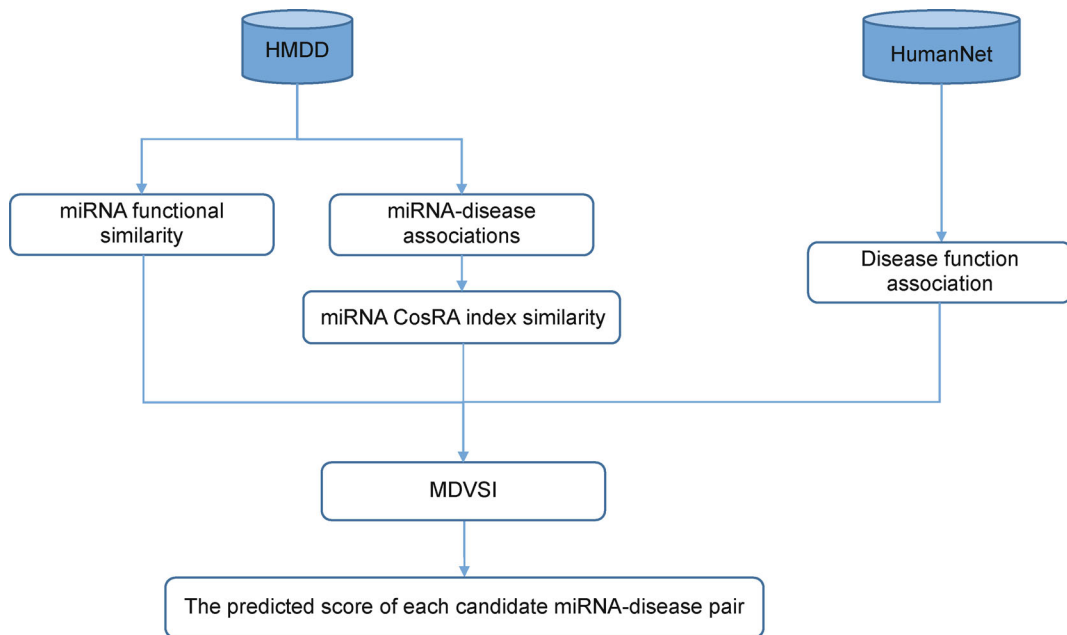 HMDD
HumanNet
miRNA functional
similarity
miRNA-disease
associations
Disease function
association
miRNA CosRA index similarity
MDVSI
The predicted score of each candidate miRNA-disease pair